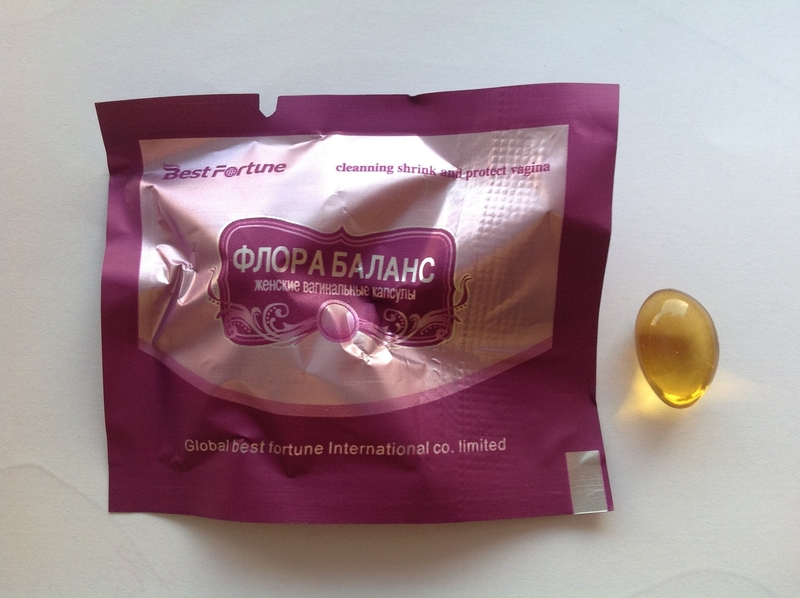 Best Fortune
cleanning shrink and protect vagina
ФЛОРА БАЛАНС
женские вагинальные капсулы
Global best fortune International co. limited